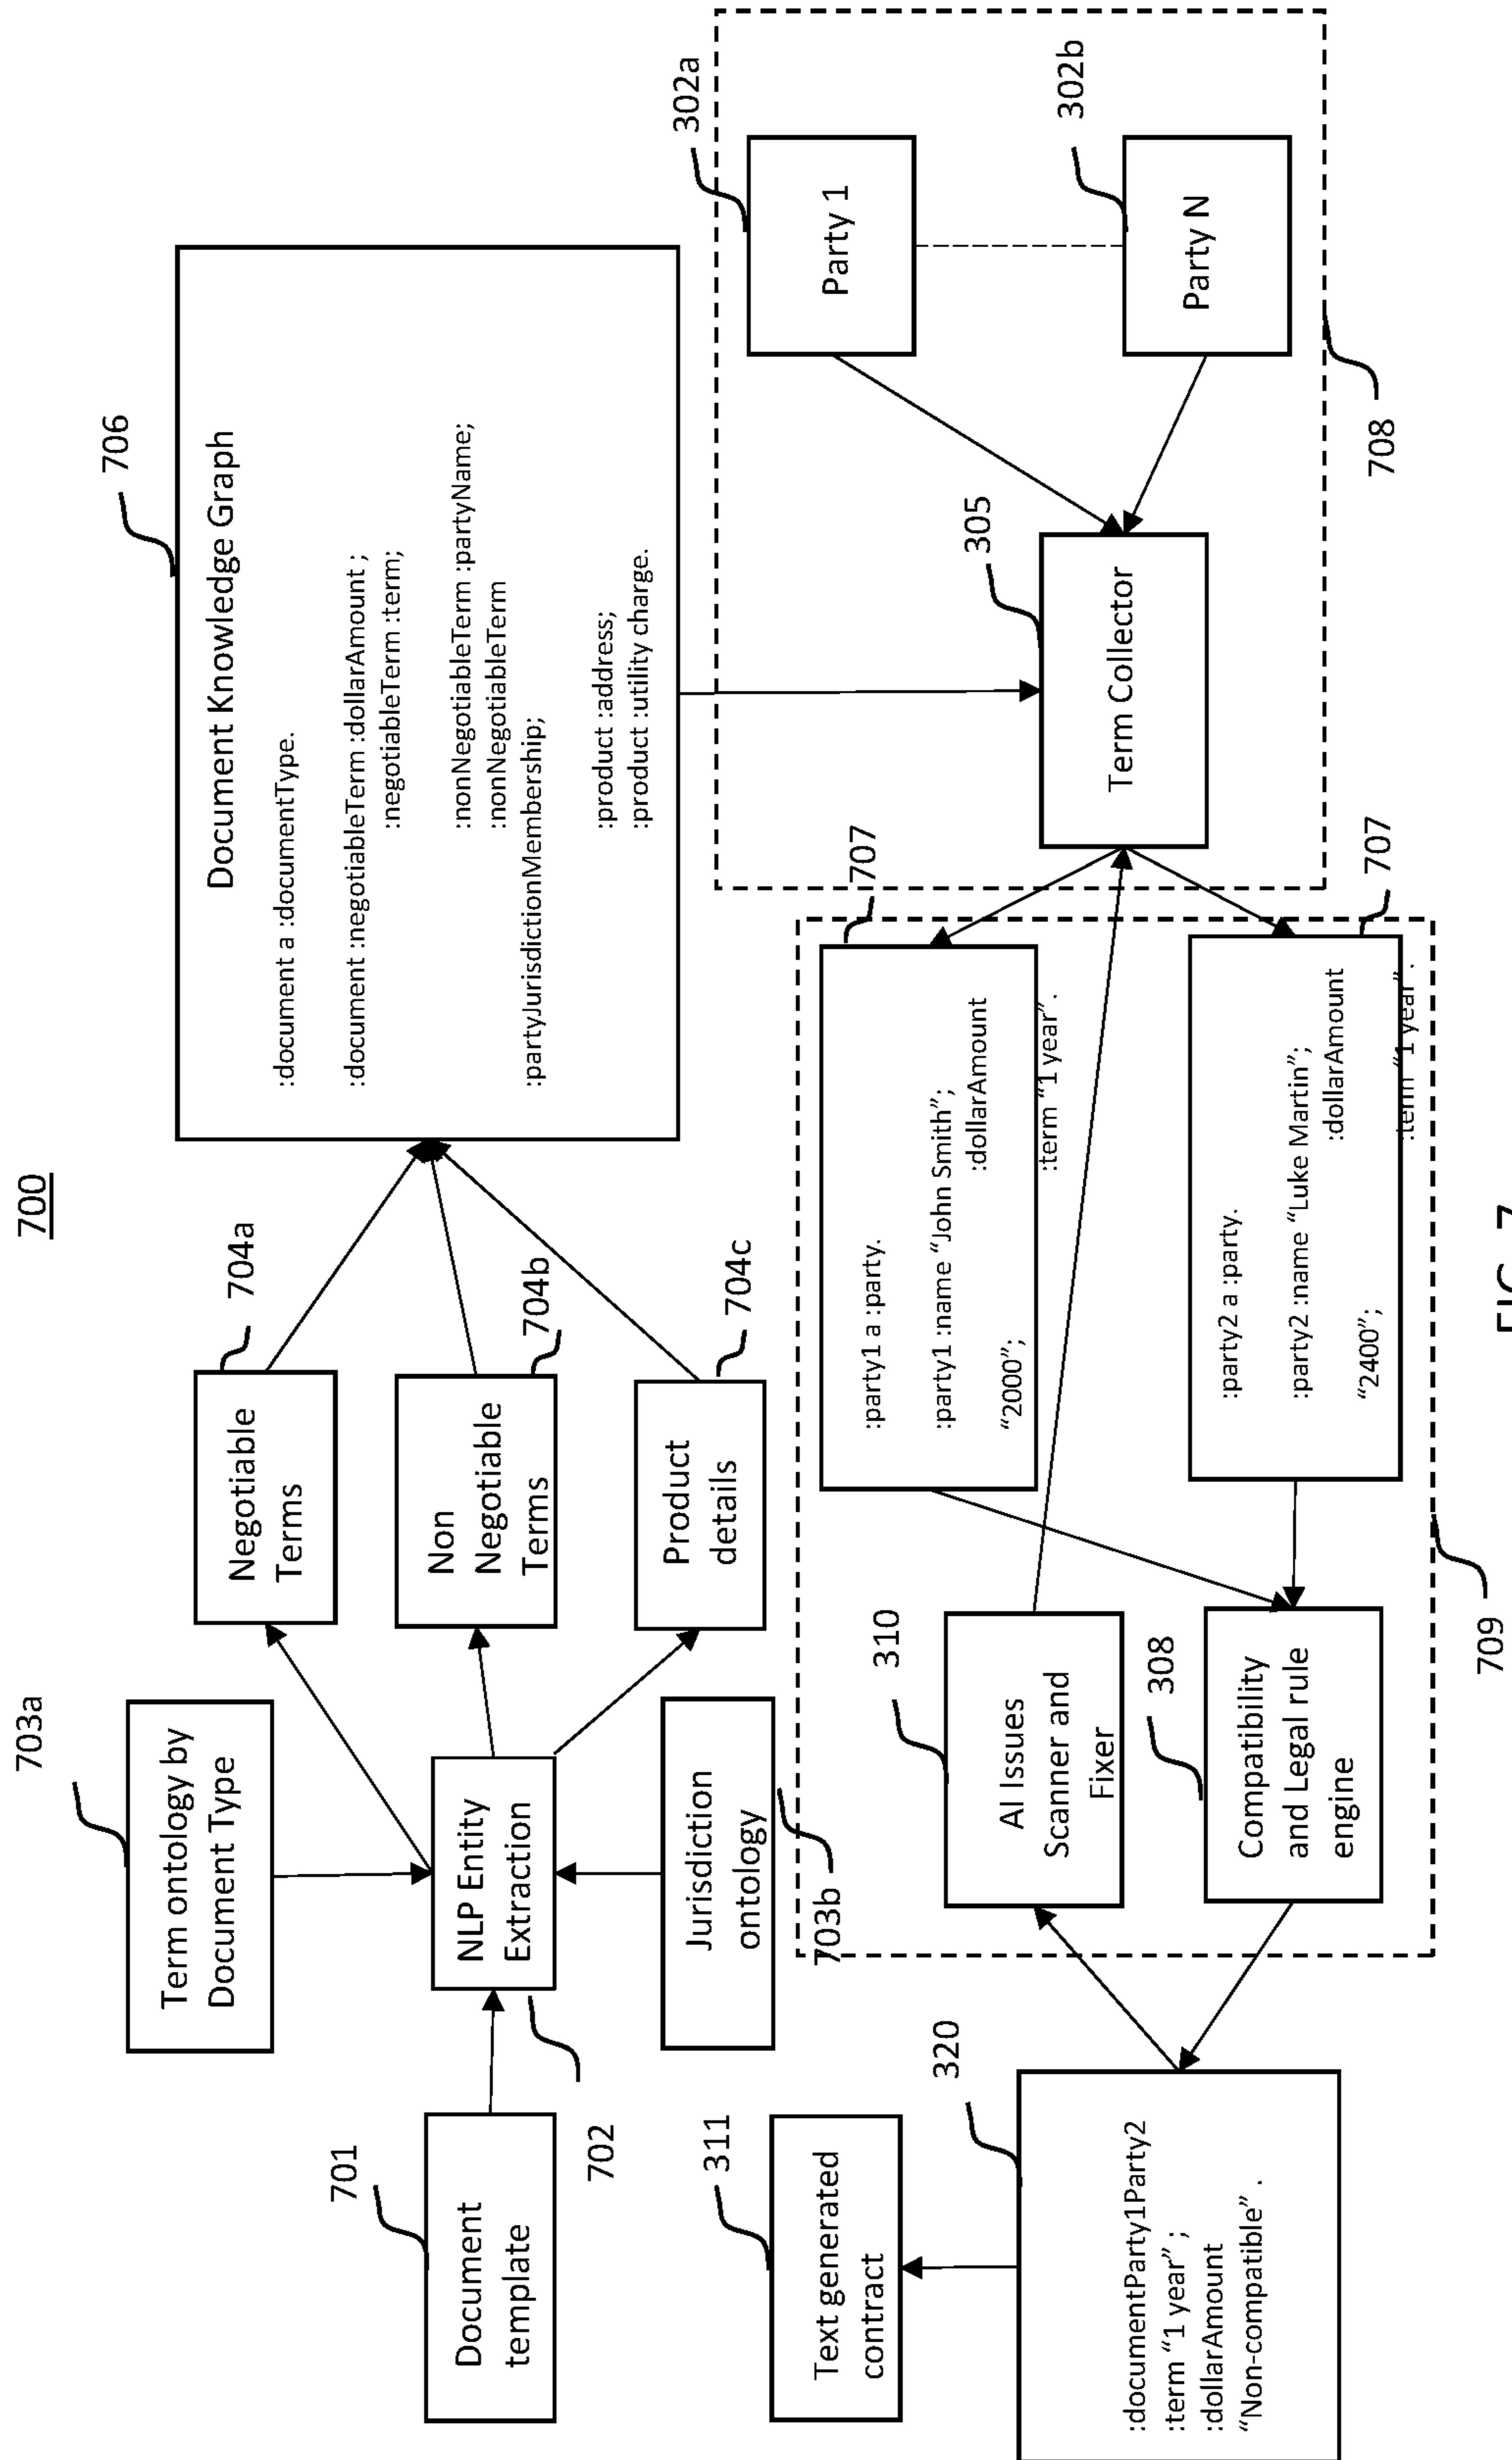 700
701
Document
template
702
NLP Entity
Extraction
703a
Term ontology by
Document Type
703b
Jurisdiction
ontology
704a
Negotiable
Terms
704b
Non
Negotiable
Terms
704c
Product
details
706
Document Knowledge Graph
:document a :documentType.
:document :negotiableTerm :dollarAmount ;
:negotiableTerm :term;
:nonNegotiableTerm :partyName;
:nonNegotiableTerm
:partyJurisdictionMembership;
:product :address;
:product :utility charge.
311
Text generated
contract
320
:documentParty1Party2
:term “1 year” ;
:dollarAmount
“Non-compatible” .
310
AI Issues
Scanner and
Fixer
308
Compatibility
and Legal rule
engine
709
707
:party1 a :party.
:party1 :name “John Smith”;
:dollarAmount
“2000”;
:term “1 year” .
707
:party2 a :party.
:party2 :name “Luke Martin”;
:dollarAmount
“2400”;
:term “1 year” .
305
Term Collector
302a
Party 1
302b
Party N
708
FIG. 7